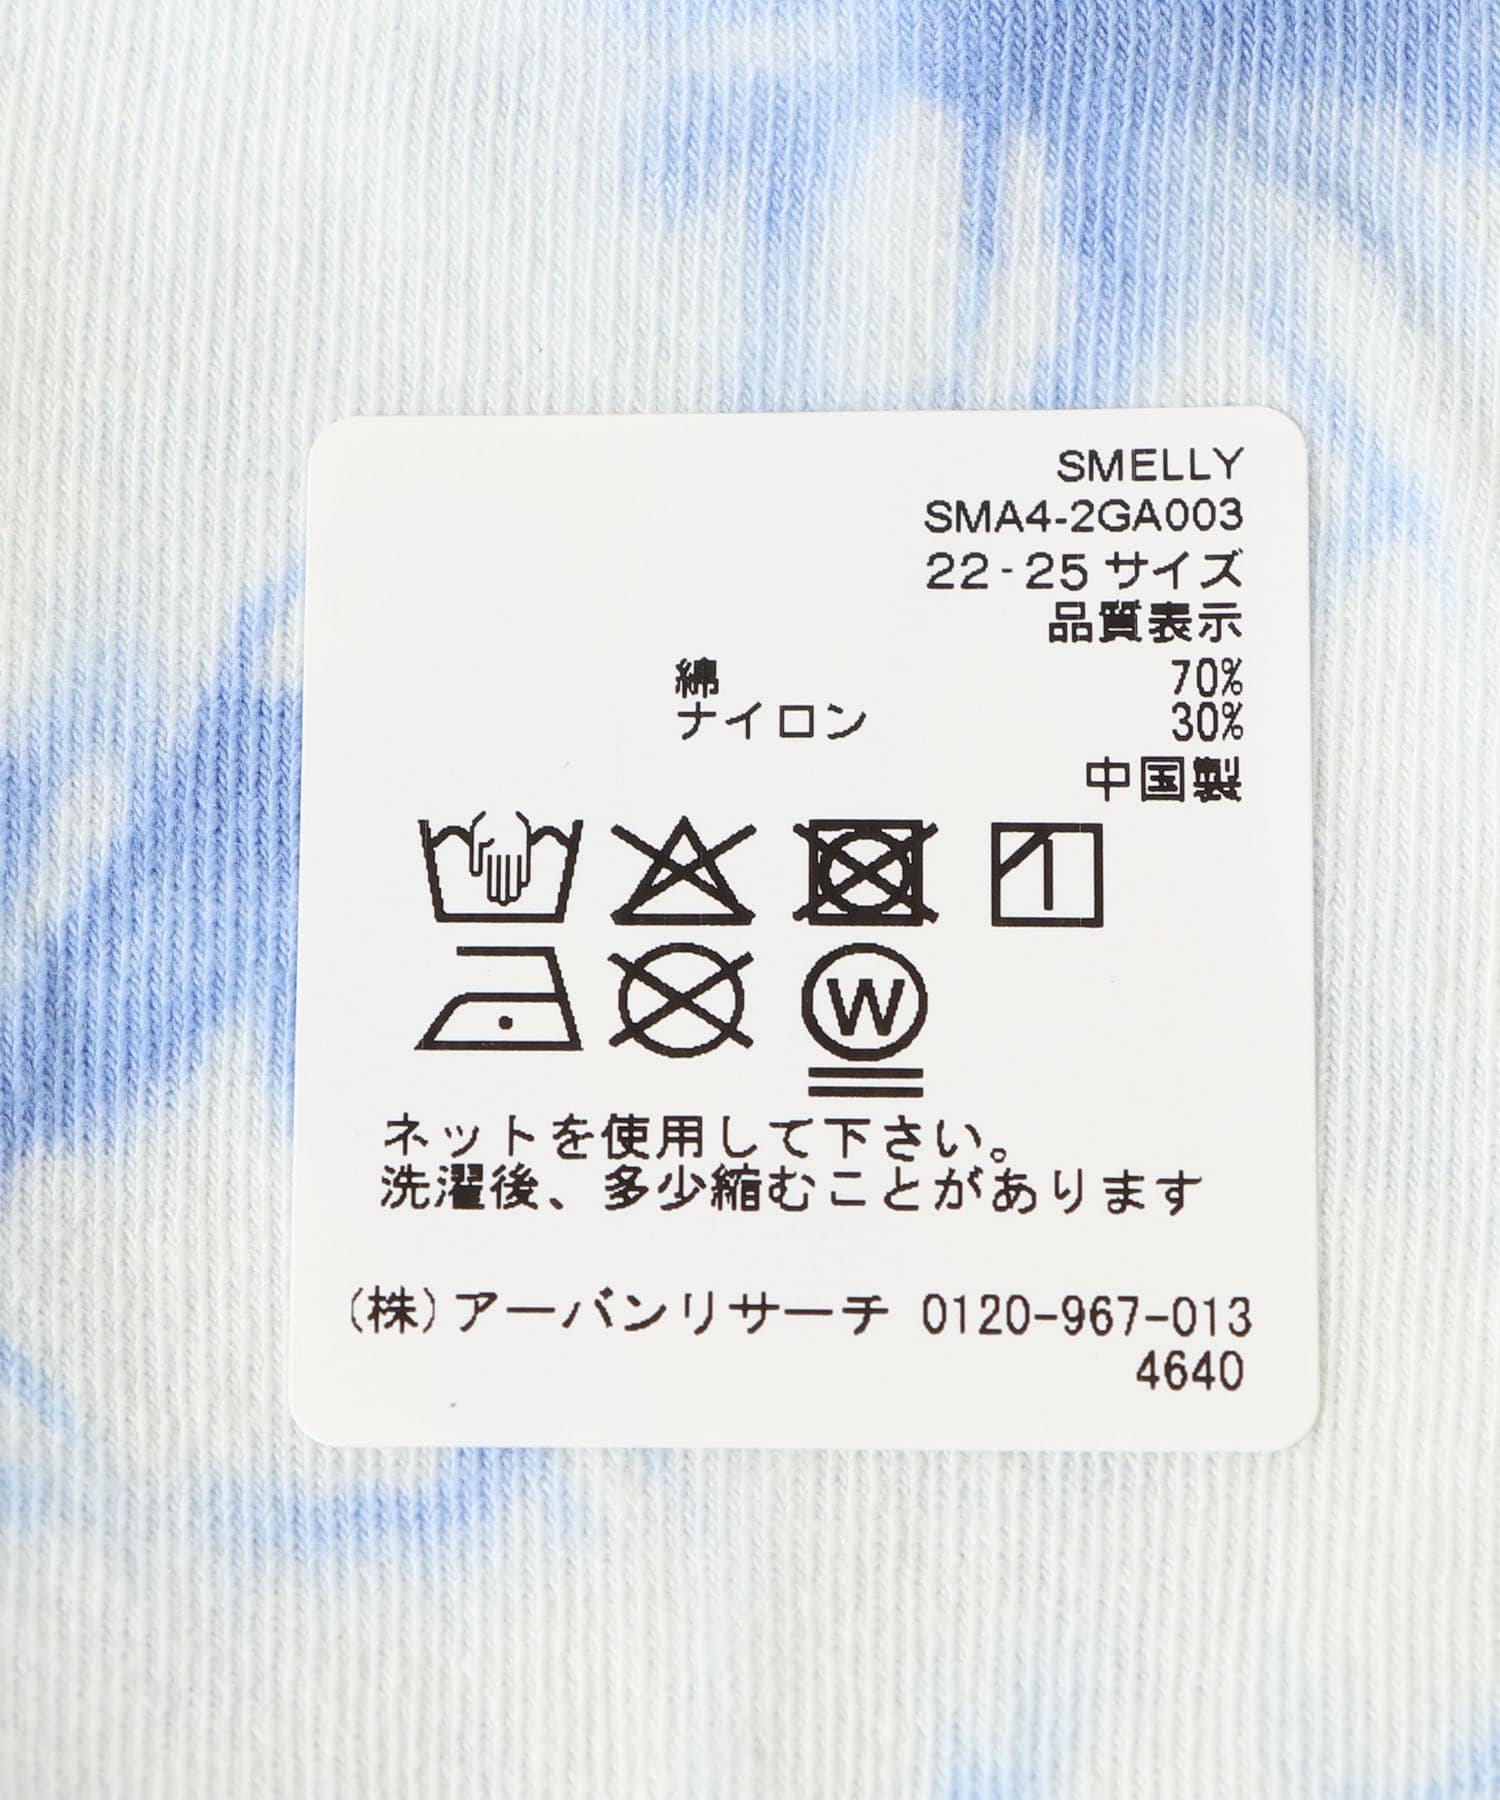 SMELLY
SMA4-2GA003
22-25 サイズ
品質表示
綿 70%
ナイロン 30%
中国製
W
ネットを使用して下さい。
洗濯後、多少縮むことがあります
(株)アーバンリサーチ 0120-967-013
4640